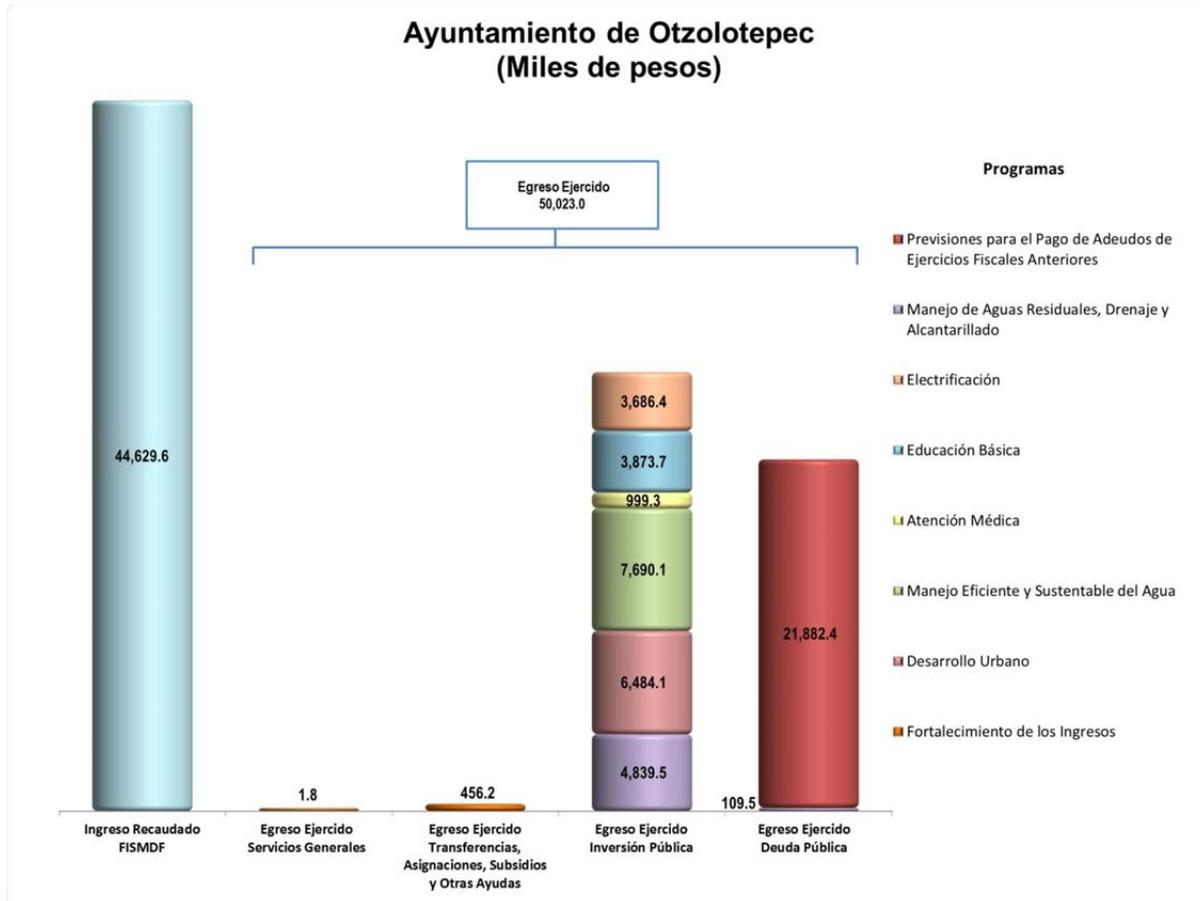 Ayuntamiento de Otzolotepec
(Miles de pesos)
Egreso Ejercido
50,023.0
Programas
Previsiones para el Pago de Adeudos de
Ejercicios Fiscales Anteriores
Manejo de Aguas Residuales, Drenaje y
Alcantarillado
Electrificación
Educación Básica
Atención Médica
Manejo Eficiente y Sustentable del Agua
Desarrollo Urbano
Fortalecimiento de los Ingresos
44,629.6
1.8
456.2
3,686.4
3,873.7
999.3
7,690.1
6,484.1
4,839.5
21,882.4
109.5
Ingreso Recaudado
FISMDF
Egreso Ejercido
Servicios Generales
Egreso Ejercido
Transferencias,
Asignaciones, Subsidios
y Otras Ayudas
Egreso Ejercido
Inversión Pública
Egreso Ejercido
Deuda Pública